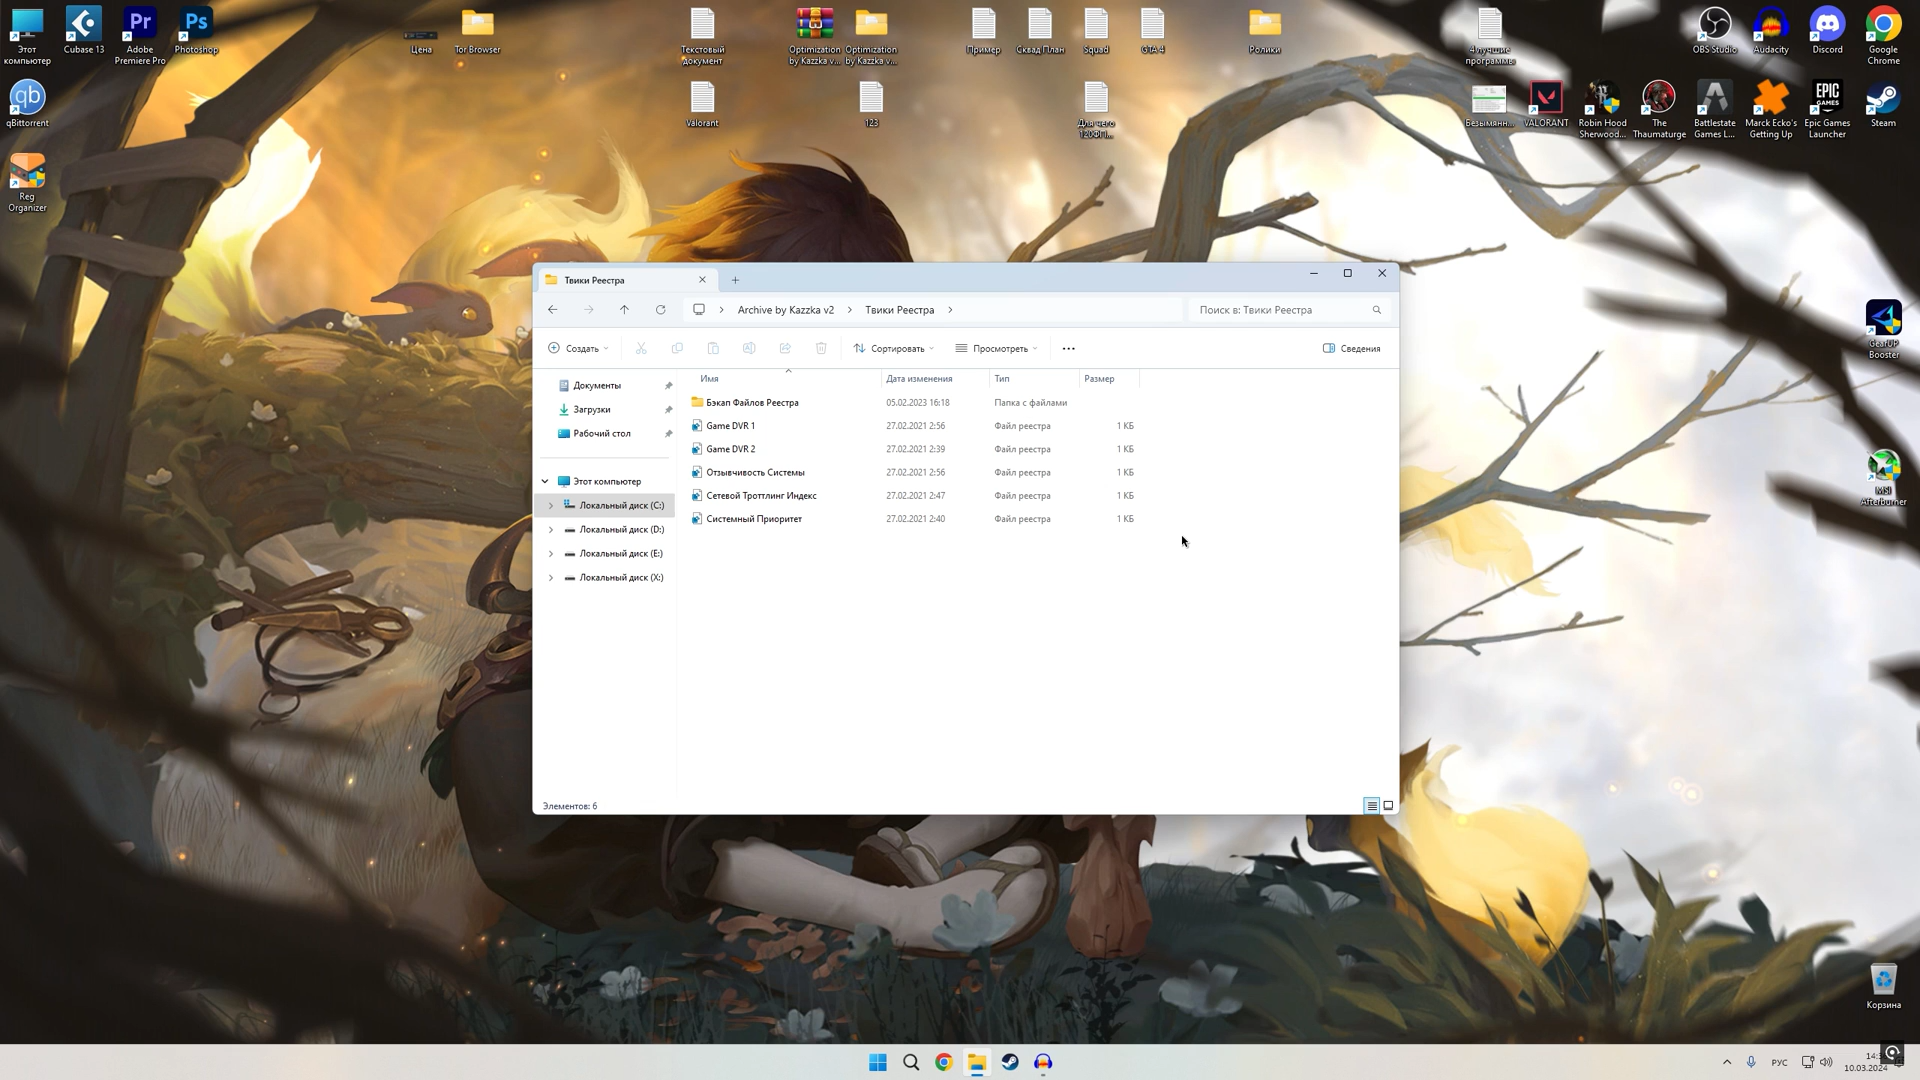 Этот
компьютер
Cubase 13
Adobe
Premiere Pro
Photoshop
Цена
Tor Browser
Текстовый
документ
Optimization
by Kazzka v...
Optimization
by Kazzka v...
Пример
Сквад План
Squad
GTA 4
Ролики
4 лучшие
программы
OBS Studio
Audacity
Discord
Google
Chrome
qBittorrent
Valorant
123
Для чего
120ФП...
Безымянн...
VALORANT
Robin Hood
Sherwood...
The
Thaumaturge
Battlestate
Games L...
Marck Ecko's
Getting Up
Epic Games
Launcher
Steam
Reg
Organizer
GearUP
Booster
MSI
Afterburner
Корзина
Твики Реестра
Archive by Kazzka v2
Твики Реестра
Поиск в: Твики Реестра
Создать
Сортировать
Просмотреть
Сведения
Документы
Загрузки
Рабочий стол
Этот компьютер
Локальный диск (C:)
Локальный диск (D:)
Локальный диск (E:)
Локальный диск (X:)
Имя Дата изменения Тип Размер
Бэкап Файлов Реестра 05.02.2023 16:18 Папка с файлами
Game DVR 1 27.02.2021 2:56 Файл реестра 1 КБ
Game DVR 2 27.02.2021 2:39 Файл реестра 1 КБ
Отзывчивость Системы 27.02.2021 2:56 Файл реестра 1 КБ
Сетевой Троттлинг Индекс 27.02.2021 2:47 Файл реестра 1 КБ
Системный Приоритет 27.02.2021 2:40 Файл реестра 1 КБ
Элементов: 6
РУС
10.03.2024